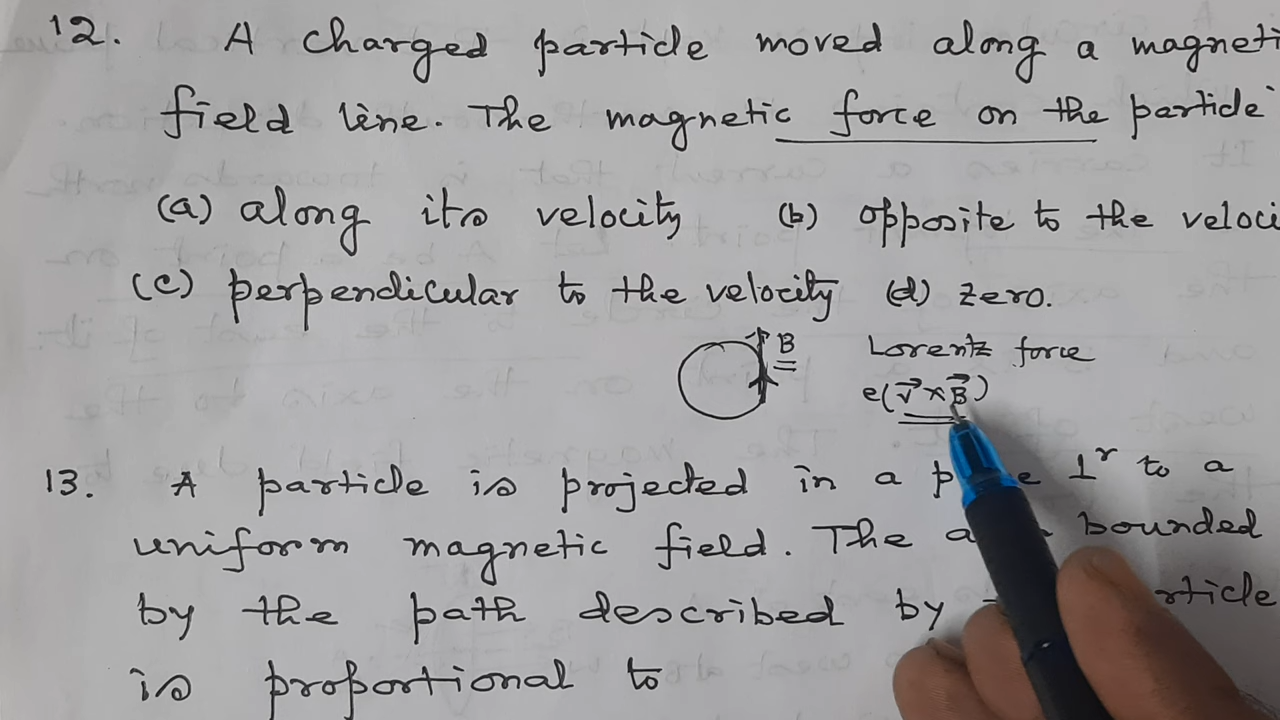 12. A charged particle moved along a magneti
field line. The magnetic force on the particle
(a) along its velocity (b) opposite to the veloci
(c) perpendicular to the velocity (d) zero.
B Lorentz force
e(v⃗ × B⃗)
13. A particle is projected in a ⊥r to a
uniform magnetic field. The bounded
by the path described by
is proportional to